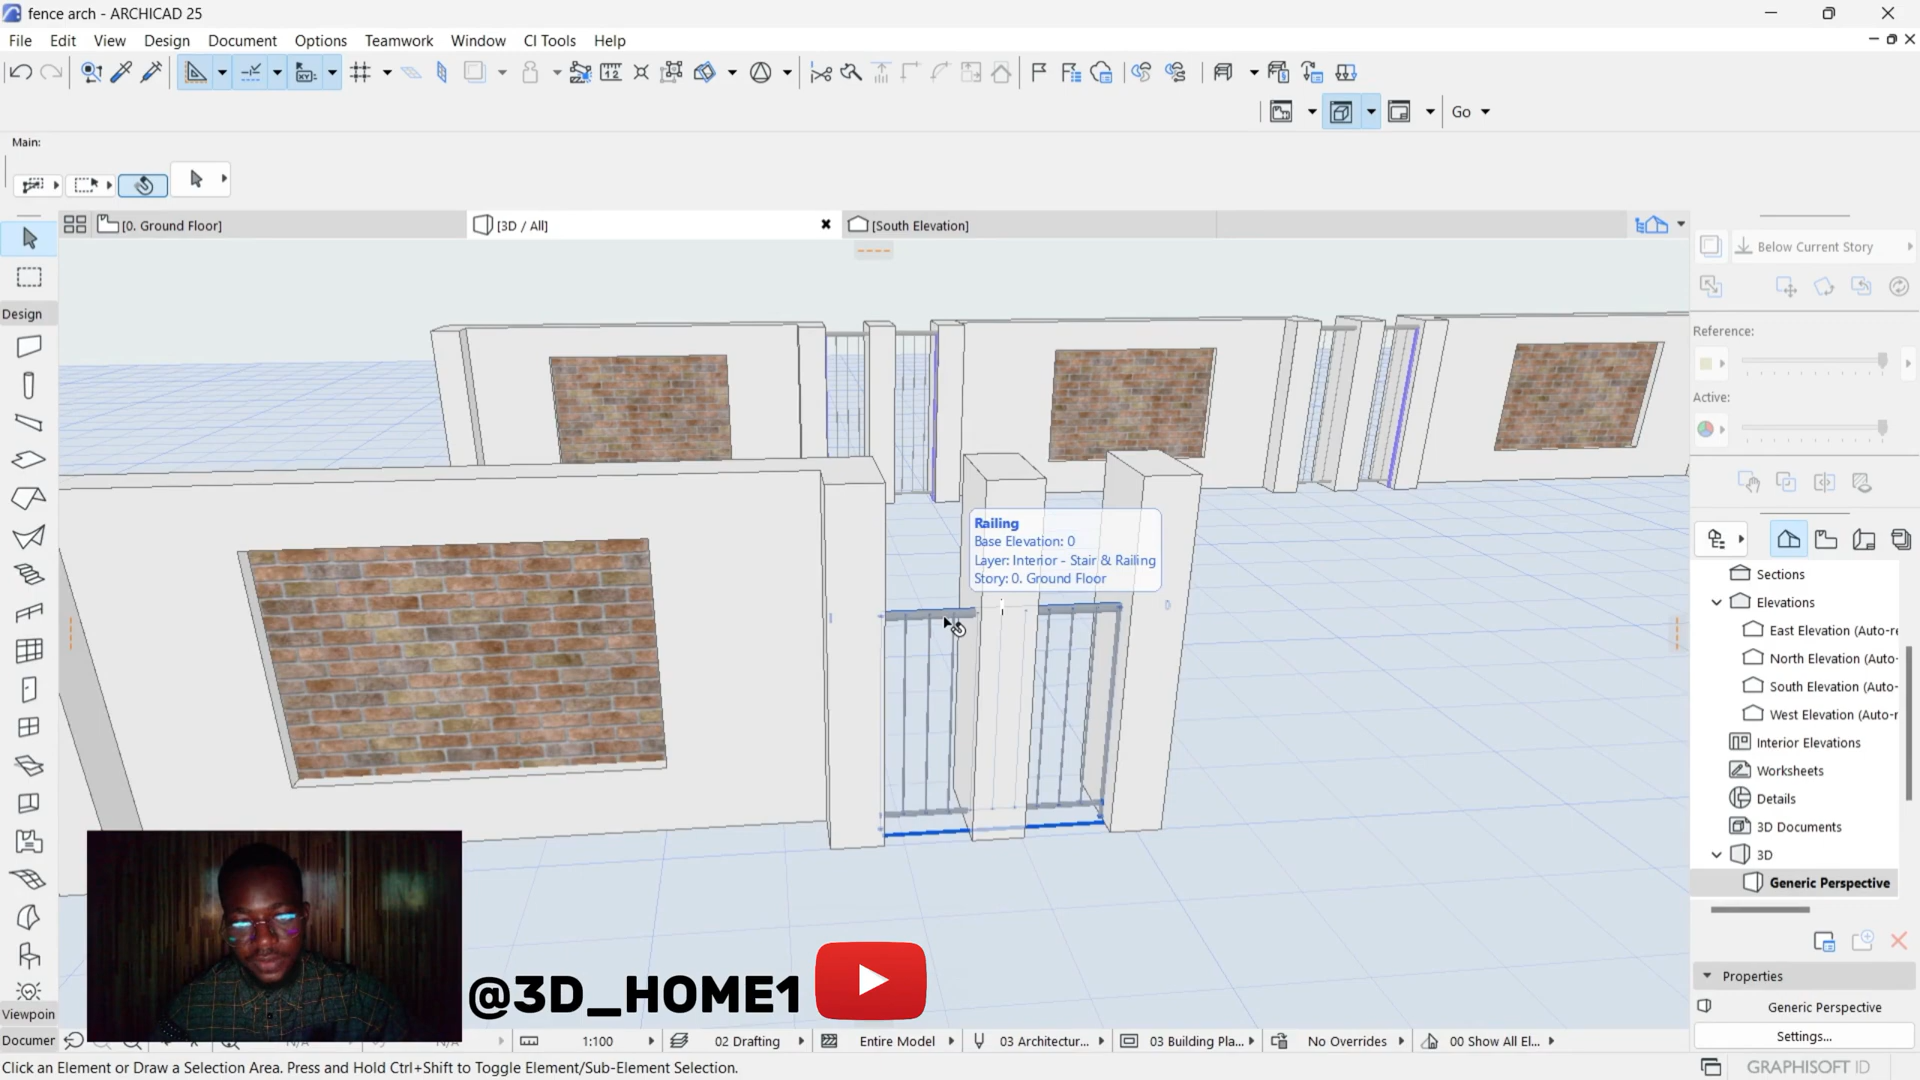 fence arch - ARCHICAD 25
File Edit View Design Document Options Teamwork Window CI Tools Help
Go
Main:
[0. Ground Floor]
[3D / All]
[South Elevation]
Below Current Story
Design
Reference:
Active:
Railing
Base Elevation: 0
Layer: Interior - Stair & Railing
Story: 0. Ground Floor
Sections
Elevations
East Elevation (Auto-re
North Elevation (Auto-
South Elevation (Auto-
West Elevation (Auto-r
Interior Elevations
Worksheets
Details
3D Documents
3D
Generic Perspective
Properties
Generic Perspective
Settings...
@3D_HOME1
Viewpoin
Documer
N/A
N/A
1:100
02 Drafting
Entire Model
03 Architectur...
03 Building Pla...
No Overrides
00 Show All El...
Click an Element or Draw a Selection Area. Press and Hold Ctrl+Shift to Toggle Element/Sub-Element Selection.
GRAPHISOFT ID